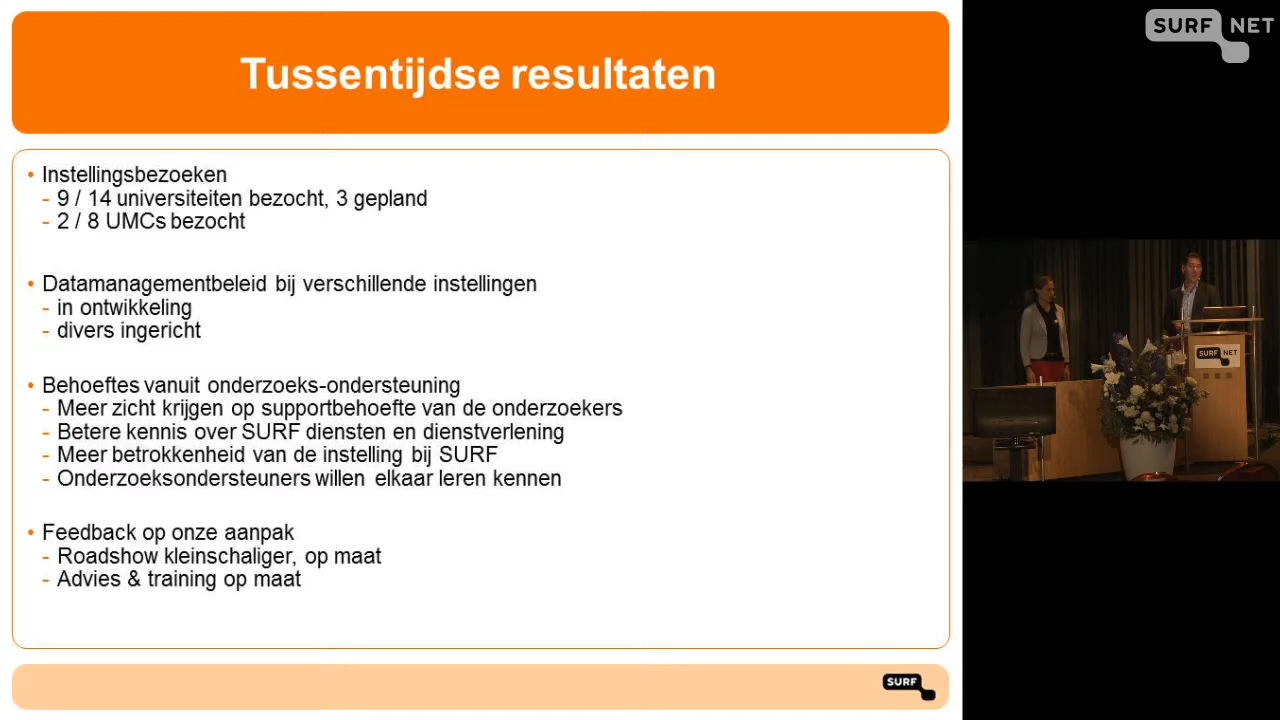 Tussentijdse resultaten
• Instellingsbezoeken
- 9 / 14 universiteiten bezocht, 3 gepland
- 2 / 8 UMCs bezocht
• Datamanagementbeleid bij verschillende instellingen
- in ontwikkeling
- divers ingericht
• Behoeftes vanuit onderzoeks-ondersteuning
- Meer zicht krijgen op supportbehoefte van de onderzoekers
- Betere kennis over SURF diensten en dienstverlening
- Meer betrokkenheid van de instelling bij SURF
- Onderzoeksondersteuners willen elkaar leren kennen
• Feedback op onze aanpak
- Roadshow kleinschaliger, op maat
- Advies & training op maat
SURF
SURF NET
SURF NET